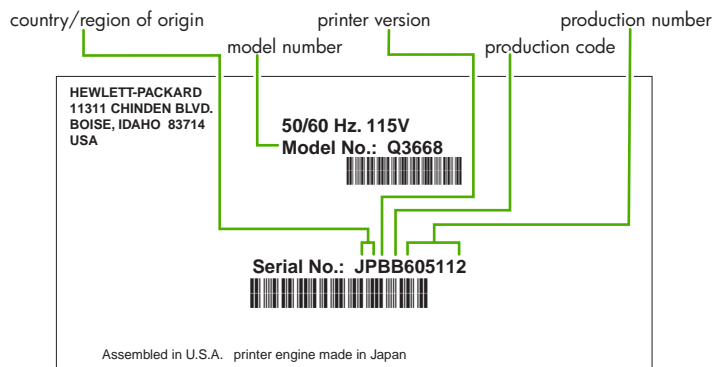 country/region of origin printer version production number
model number production code
HEWLETT-PACKARD
11311 CHINDEN BLVD.
BOISE, IDAHO 83714
USA
50/60 Hz. 115V
Model No.: Q3668
Serial No.: JPBB605112
Assembled in U.S.A. printer engine made in Japan